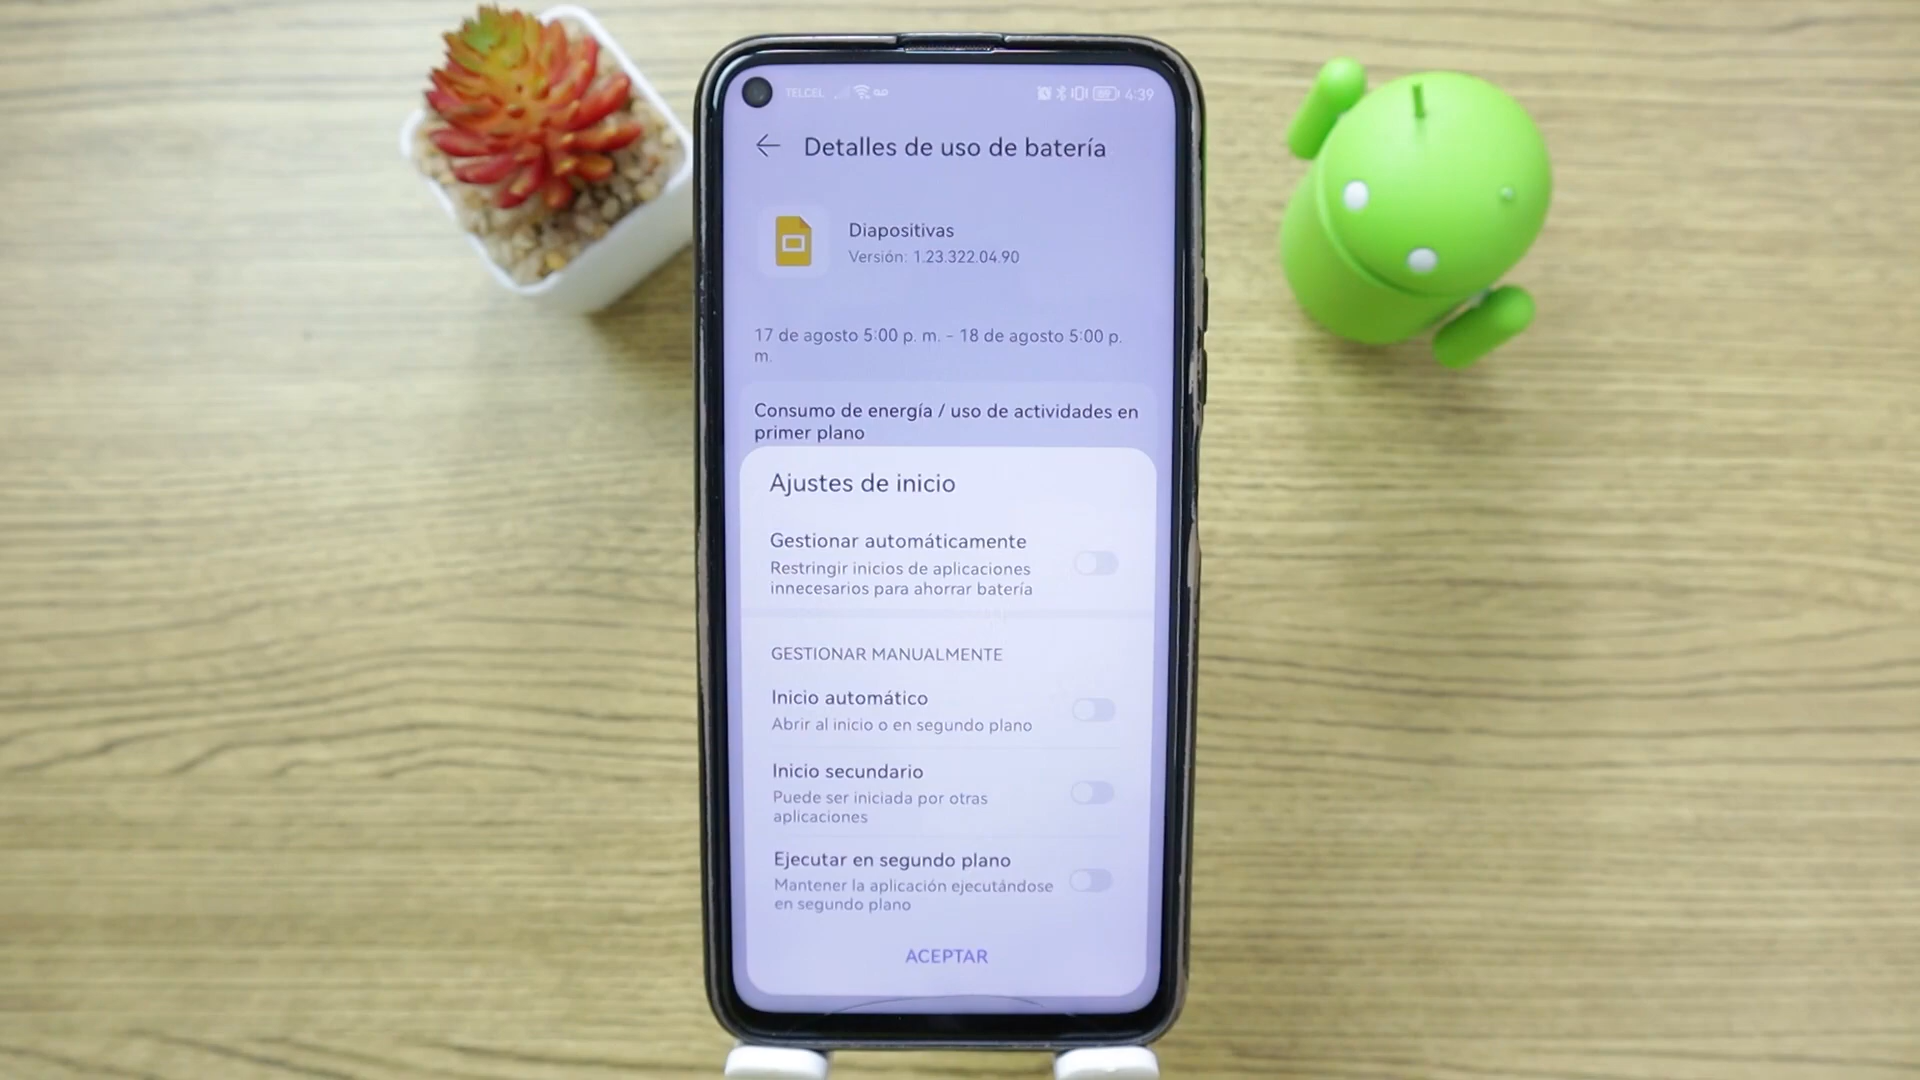 TELCEL
4:39
Detalles de uso de batería
Diapositivas
Versión: 1.23.322.04.90
17 de agosto 5:00 p. m. - 18 de agosto 5:00 p.
m.
Consumo de energía / uso de actividades en
primer plano
Ajustes de inicio
Gestionar automáticamente
Restringir inicios de aplicaciones
innecesarios para ahorrar batería
GESTIONAR MANUALMENTE
Inicio automático
Abrir al inicio o en segundo plano
Inicio secundario
Puede ser iniciada por otras
aplicaciones
Ejecutar en segundo plano
Mantener la aplicación ejecutándose
en segundo plano
ACEPTAR